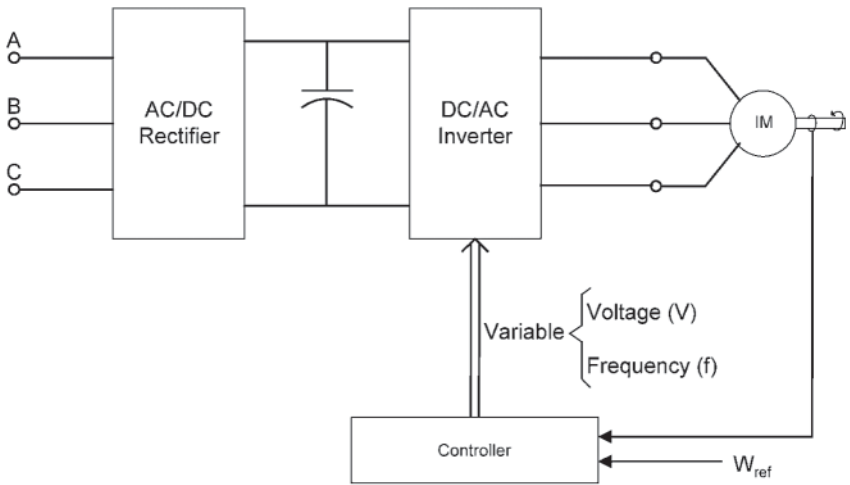 A
B
C
AC/DC
Rectifier
DC/AC
Inverter
IM
Variable
Voltage (V)
Frequency (f)
Controller
Wref